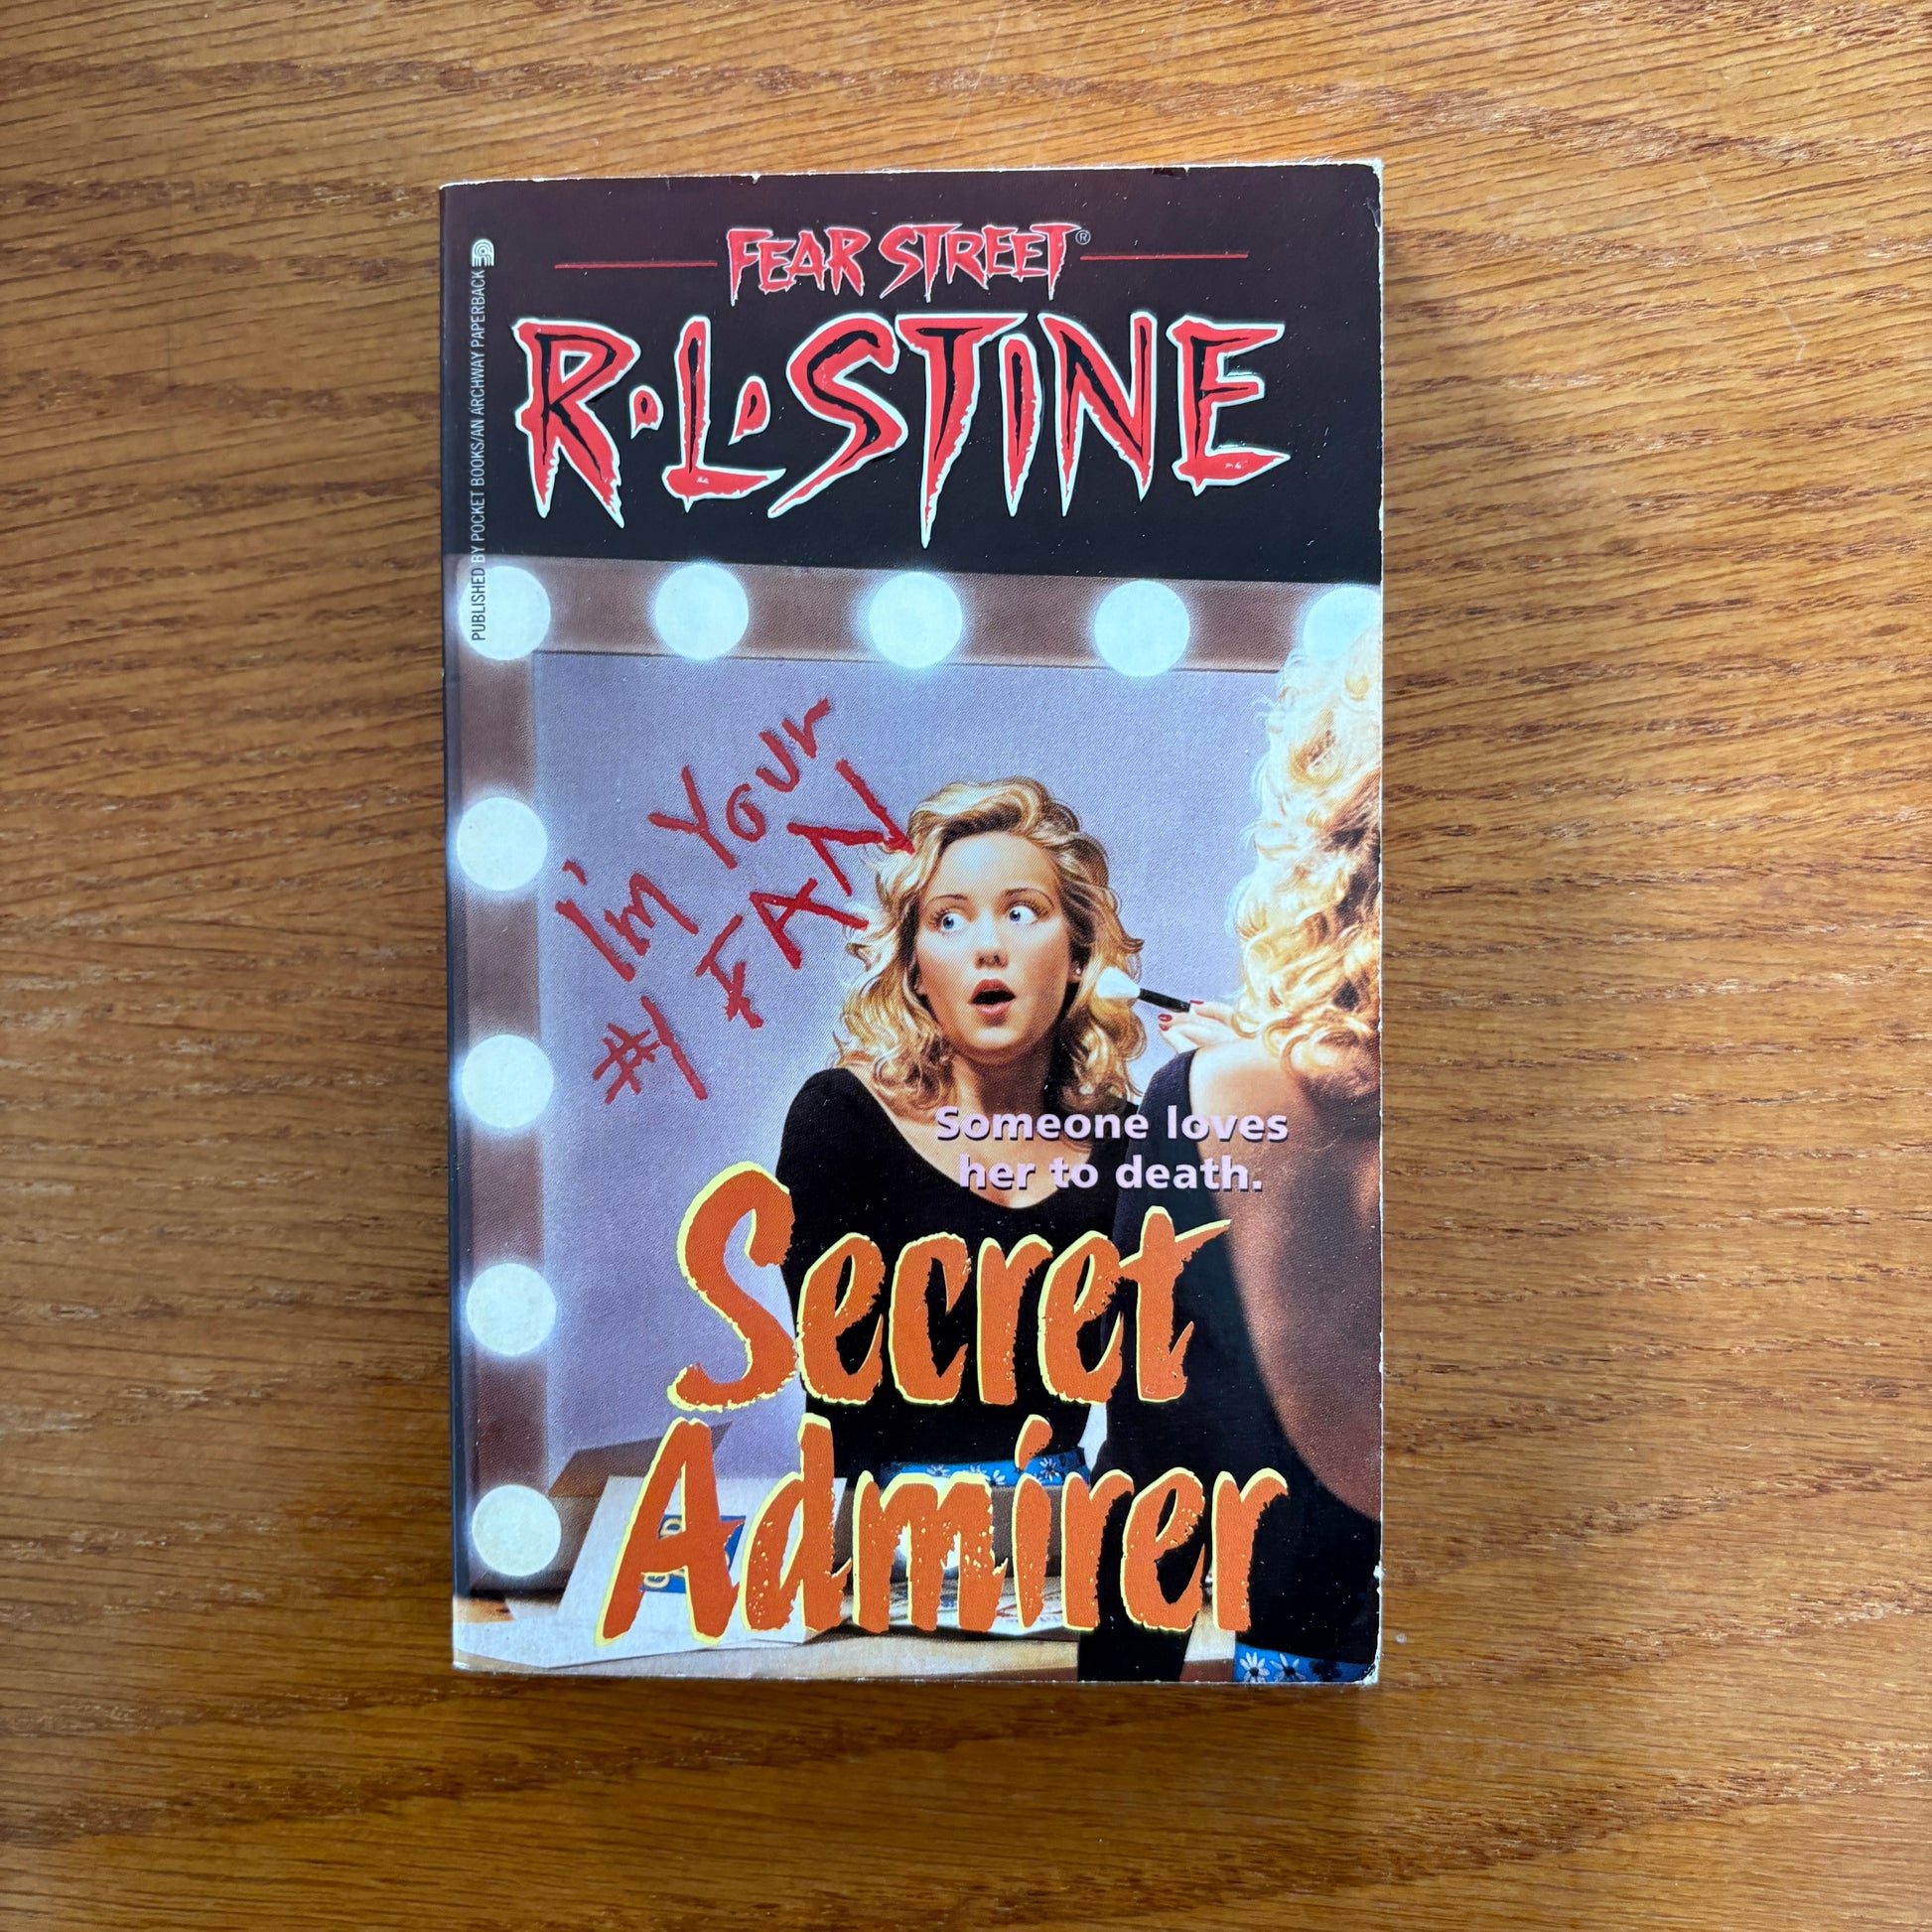 FEAR STREET®
R·L·STINE
PUBLISHED BY POCKET BOOKS/AN ARCHWAY PAPERBACK
I'm Your
#1 FAN
Someone loves
her to death.
Secret
Admirer